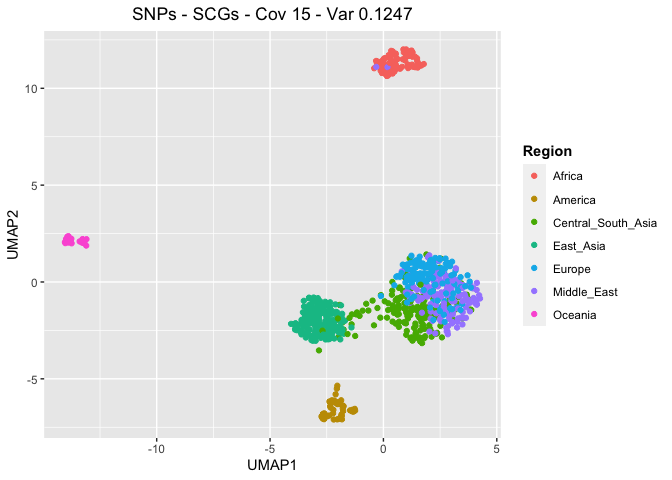 SNPs - SCGs - Cov 15 - Var 0.1247
10
5
0
-5
UMAP2
-10
-5
0
5
UMAP1
Region
Africa
America
Central_South_Asia
East_Asia
Europe
Middle_East
Oceania